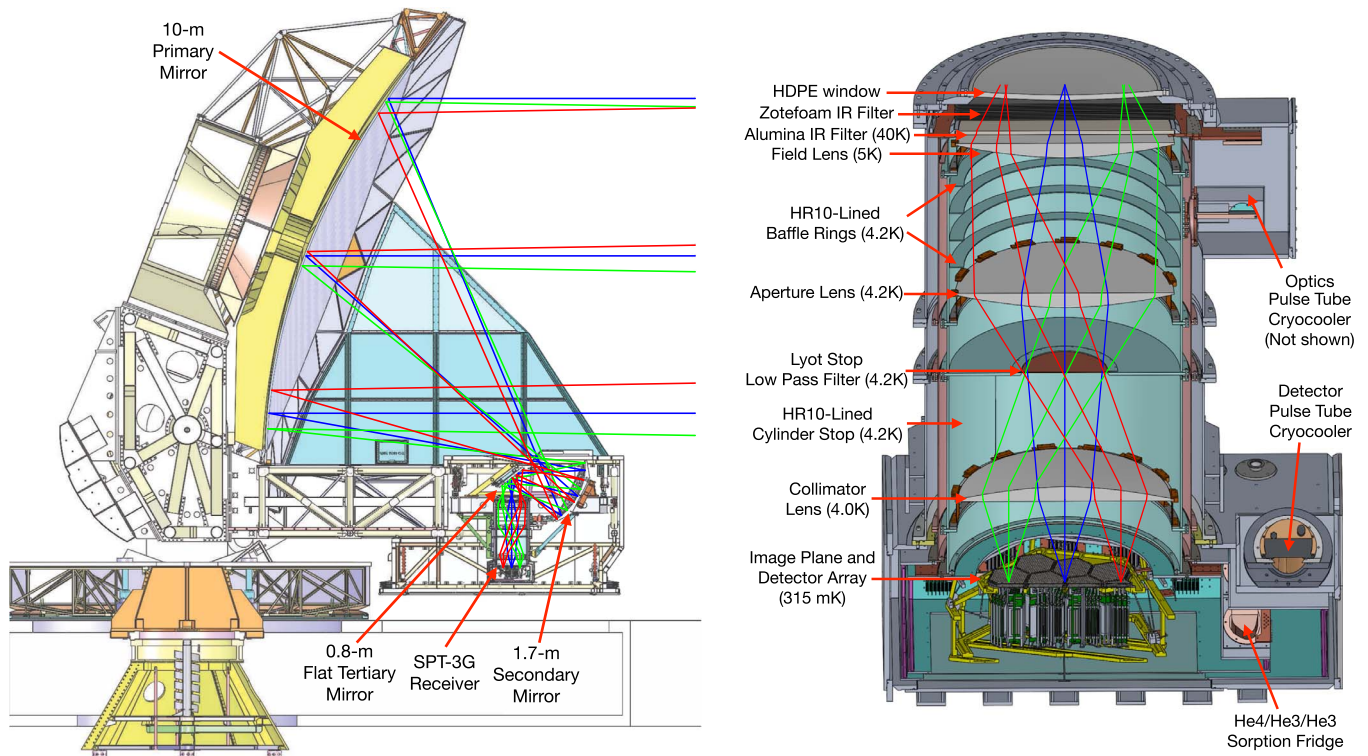 10-m
Primary
Mirror
0.8-m
Flat Tertiary
Mirror
SPT-3G
Receiver
1.7-m
Secondary
Mirror
HDPE window
Zotefoam IR Filter
Alumina IR Filter (40K)
Field Lens (5K)
HR10-Lined
Baffle Rings (4.2K)
Aperture Lens (4.2K)
Lyot Stop
Low Pass Filter (4.2K)
HR10-Lined
Cylinder Stop (4.2K)
Collimator
Lens (4.0K)
Image Plane and
Detector Array
(315 mK)
Optics
Pulse Tube
Cryocooler
(Not shown)
Detector
Pulse Tube
Cryocooler
He4/He3/He3
Sorption Fridge